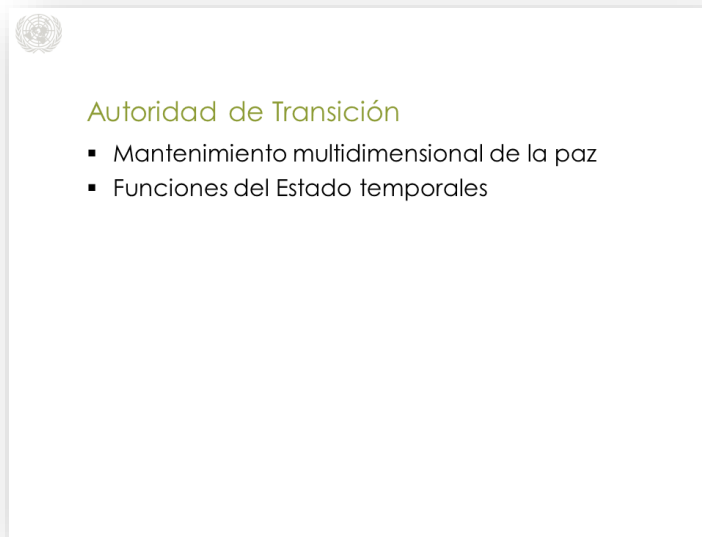 Autoridad de Transición
▪ Mantenimiento multidimensional de la paz
▪ Funciones del Estado temporales